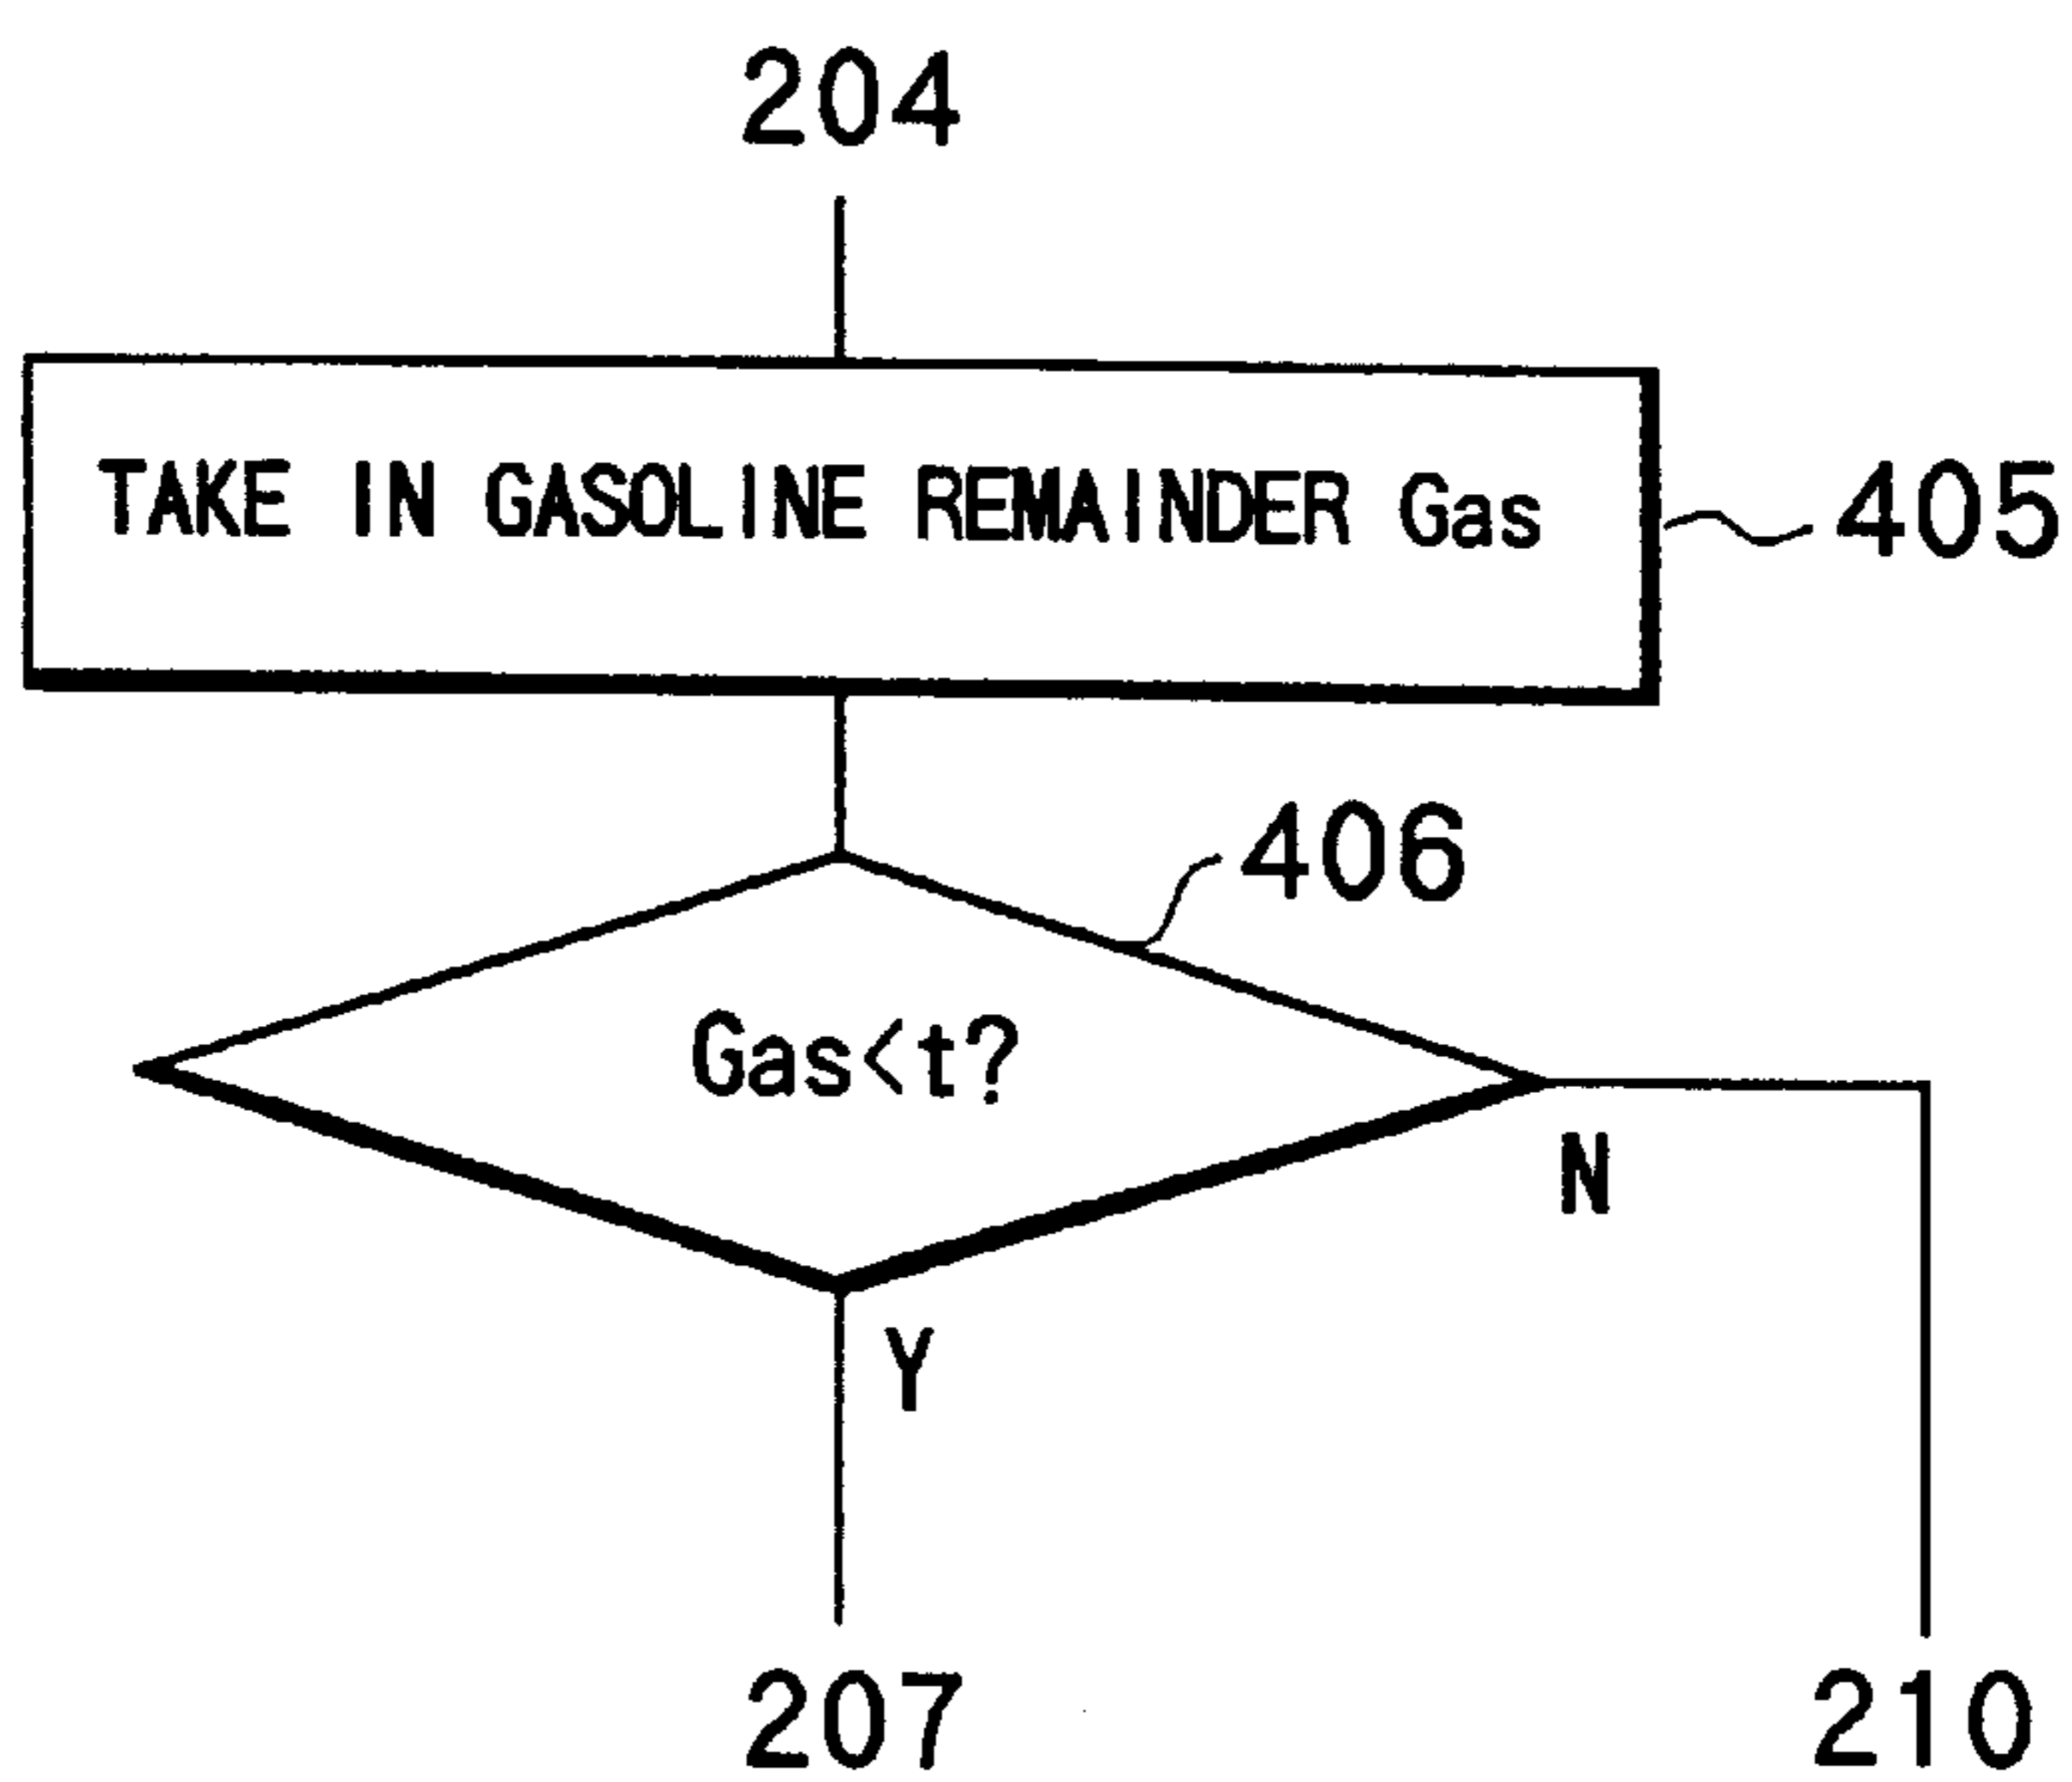 204
TAKE IN GASOLINE REMAINDER Gas
405
406
Gas<t?
N
Y
207
210